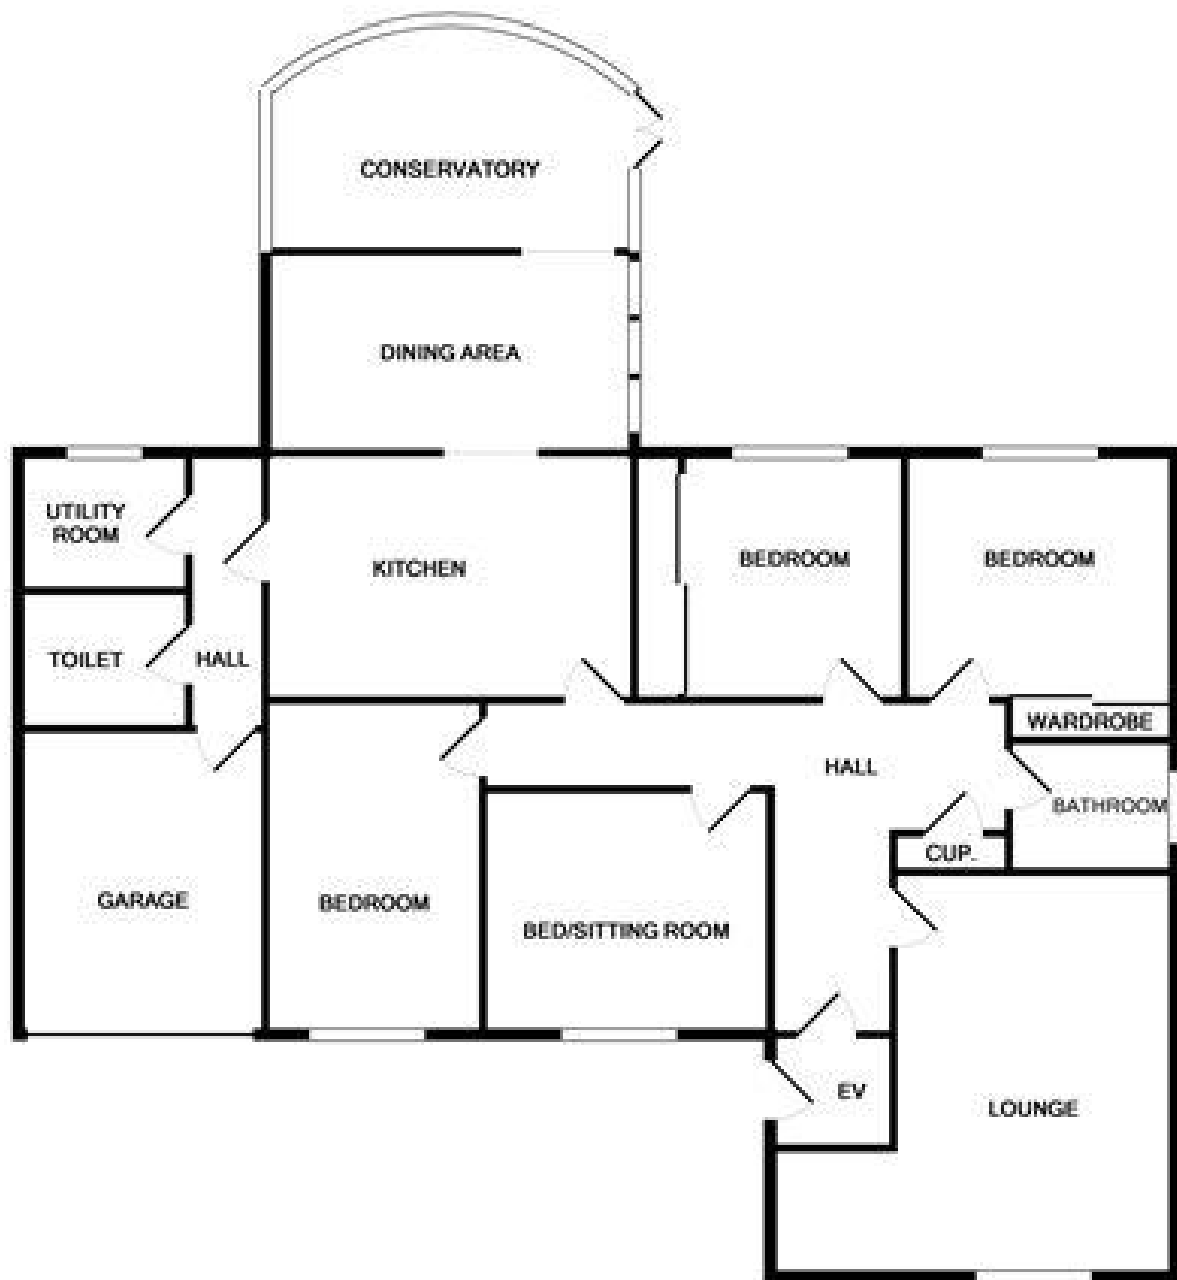 CONSERVATORY
DINING AREA
UTILITY
ROOM
KITCHEN
BEDROOM
BEDROOM
TOILET
HALL
WARDROBE
HALL
BATHROOM
CUP.
GARAGE
BEDROOM
BED/SITTING ROOM
EV
LOUNGE